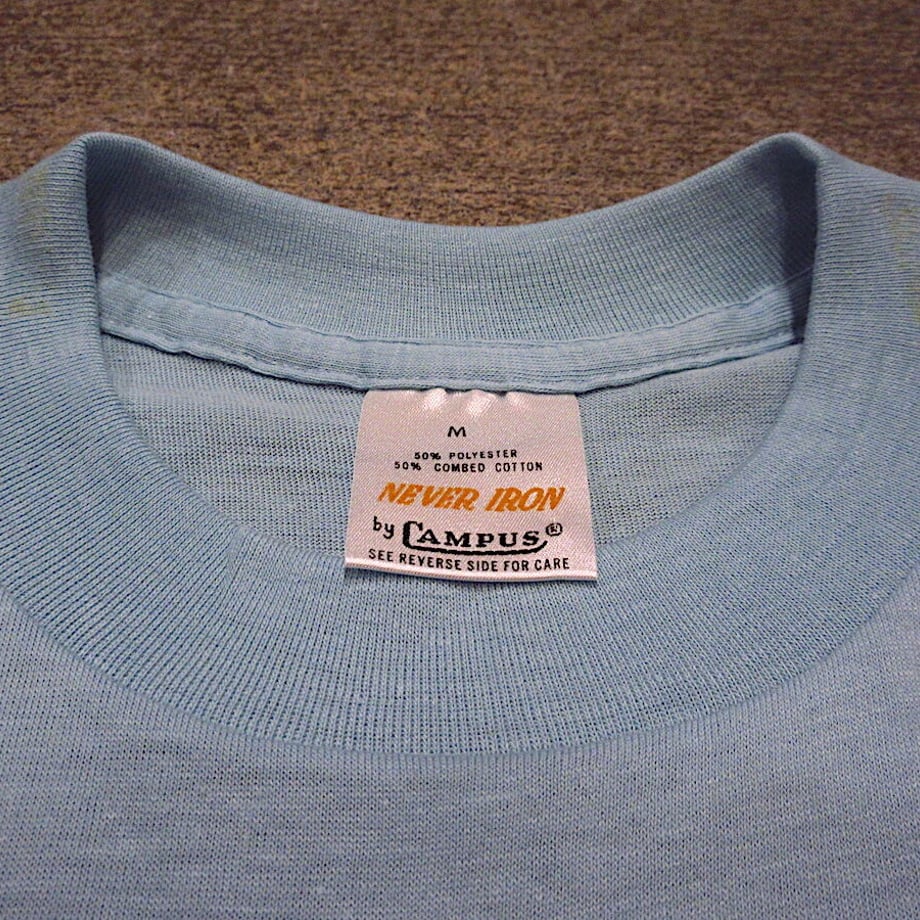 M
50% POLYESTER
50% COMBED COTTON
NEVER IRON
by CAMPUS®
SEE REVERSE SIDE FOR CARE